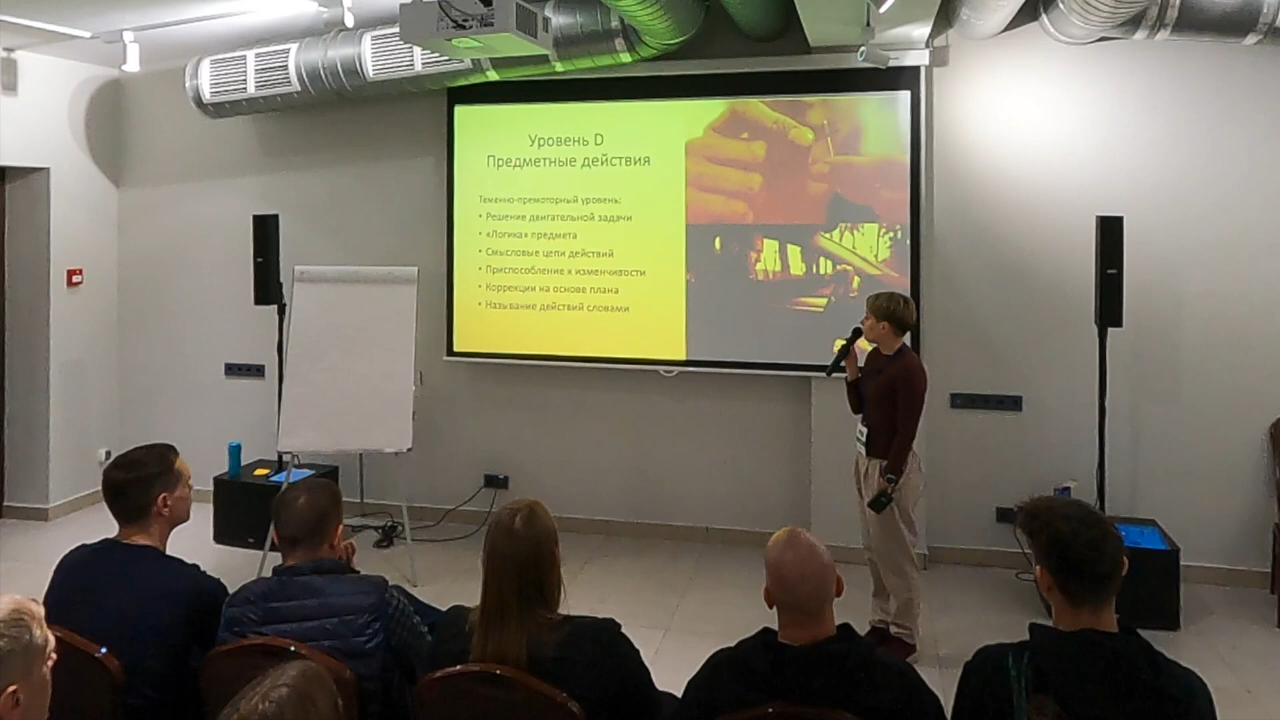 Уровень D
Предметные действия
Теменно-премоторный уровень:
• Решение двигательной задачи
• «Логика» предмета
• Смысловые цепи действий
• Приспособление к изменчивости
• Коррекции на основе плана
• Называние действий словами